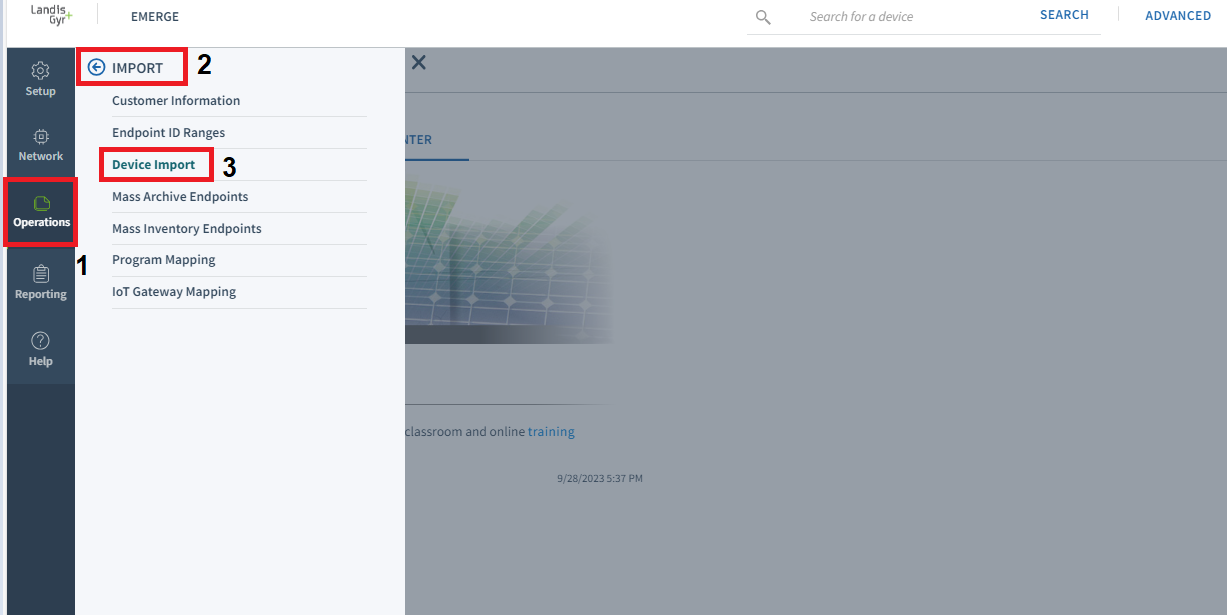 Landis
Gyr+
EMERGE
Search for a device
SEARCH
ADVANCED
Setup
Network
Operations
1
Reporting
Help
IMPORT
2
Customer Information
Endpoint ID Ranges
Device Import
3
Mass Archive Endpoints
Mass Inventory Endpoints
Program Mapping
IoT Gateway Mapping
NTER
classroom and online training
9/28/2023 5:37 PM